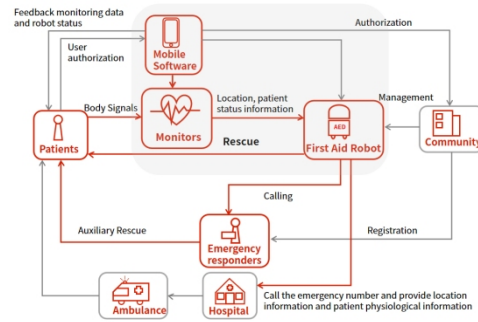 Feedback monitoring data
and robot status
Authorization
User
authorization
Mobile
Software
Body Signals
Location, patient
status information
Management
AED
Monitors
Rescue
Patients
First Aid Robot
Community
Calling
Auxiliary Rescue
Registration
Emergency
responders
Ambulance
Hospital
Call the emergency number and provide location
information and patient physiological information